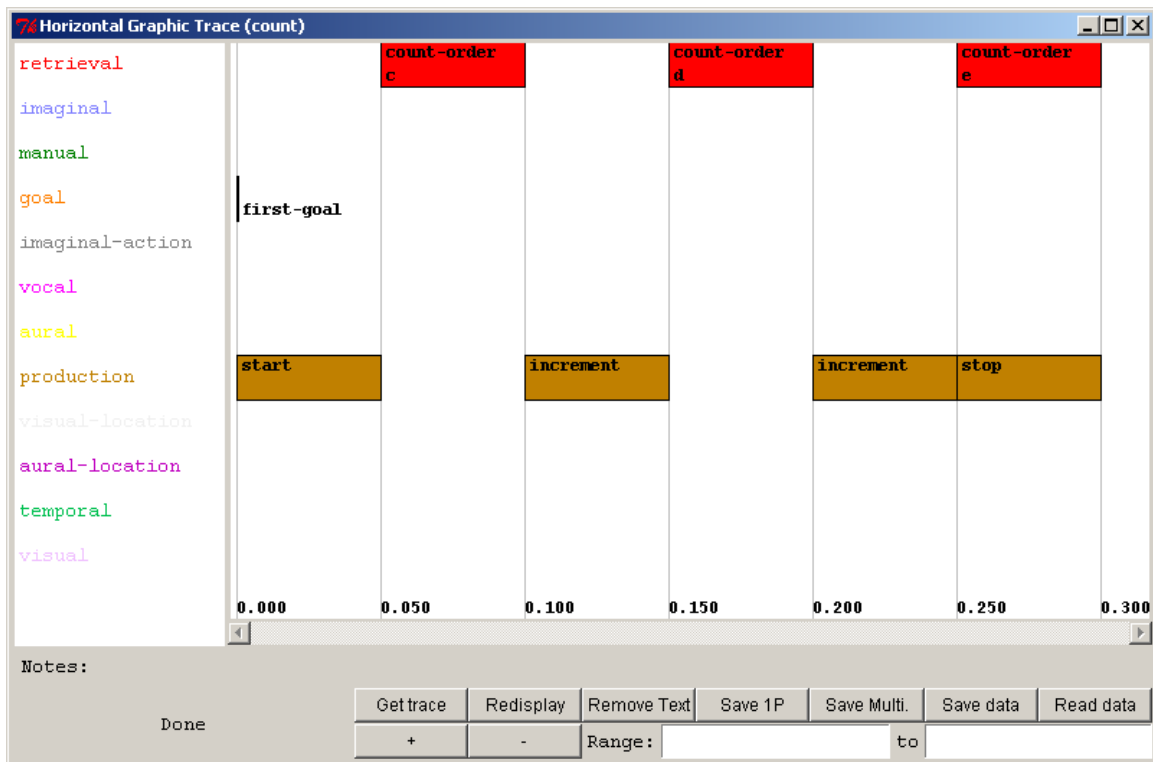 Horizontal Graphic Trace (count)
retrieval
imaginal
manual
goal
imaginal-action
vocal
aural
production
visual-location
aural-location
temporal
visual
count-order
c
count-order
d
count-order
e
first-goal
start
increment
increment
stop
0.000 0.050 0.100 0.150 0.200 0.250 0.300
Notes:
Done
Get trace Redisplay Remove Text Save 1P Save Multi. Save data Read data
+ - Range: to